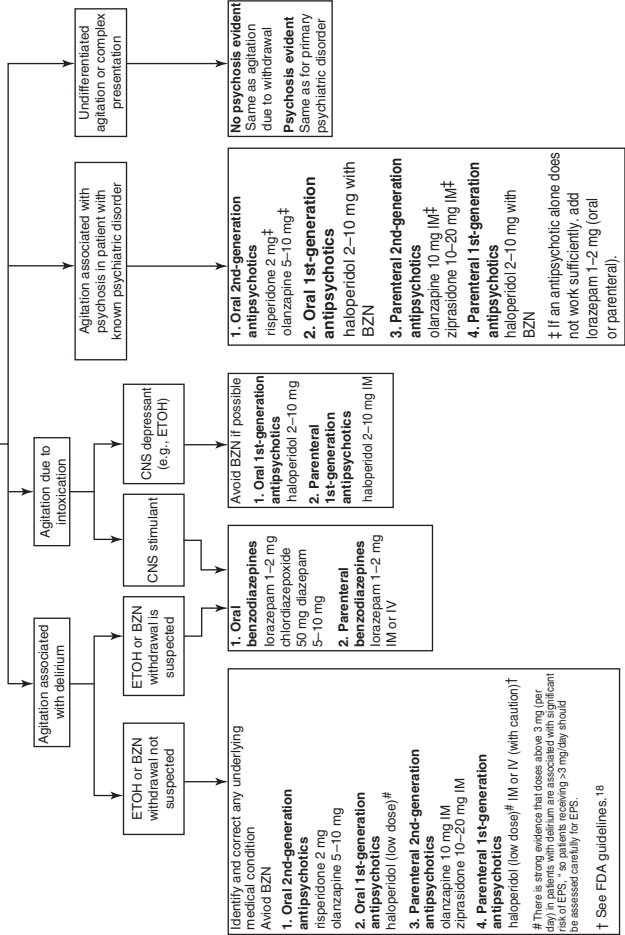 Agitation associated
with delirium
ETOH or BZN
withdrawal not
suspected
Identify and correct any underlying
medical condition
Aviod BZN
1. Oral 2nd-generation
antipsychotics
risperidone 2 mg
olanzapine 5–10 mg
2. Oral 1st-generation
antipsychotics
haloperidol (low dose)#
3. Parenteral 2nd-generation
antipsychotics
olanzapine 10 mg IM
ziprasidone 10–20 mg IM
4. Parenteral 1st-generation
antipsychotics
haloperidol (low dose)# IM or IV (with caution)†
# There is strong evidence that doses above 3 mg (per
day) in patients with delirium are associated with significant
risk of EPS, " so patients receiving >3 mg/day should
be assessed carefully for EPS.
† See FDA guidelines.18
ETOH or BZN
withdrawal is
suspected
Agitation due to
intoxication
CNS stimulant
1. Oral
benzodiazepines
lorazepam 1–2 mg
chlordiazepoxide
50 mg diazepam
5–10 mg
2. Parenteral
benzodiazepines
lorazepam 1–2 mg
IM or IV
CNS depressant
(e.g., ETOH)
Avoid BZN if possible
1. Oral 1st-generation
antipsychotics
haloperidol 2–10 mg
2. Parenteral
1st-generation
antipsychotics
haloperidol 2–10 mg IM
Agitation associated with
psychosis in patient with
known psychiatric disorder
1. Oral 2nd-generation
antipsychotics
risperidone 2 mg‡
olanzapine 5–10 mg‡
2. Oral 1st-generation
antipsychotics
haloperidol 2–10 mg with
BZN
3. Parenteral 2nd-generation
antipsychotics
olanzapine 10 mg IM‡
ziprasidone 10–20 mg IM‡
4. Parenteral 1st-generation
antipsychotics
haloperidol 2–10 mg with
BZN
‡ If an antipsychotic alone does
not work sufficiently, add
lorazepam 1–2 mg (oral
or parenteral).
Undifferentiated
agitation or complex
presentation
No psychosis evident
Same as agitation
due to withdrawal
Psychosis evident
Same as for primary
psychiatric disorder